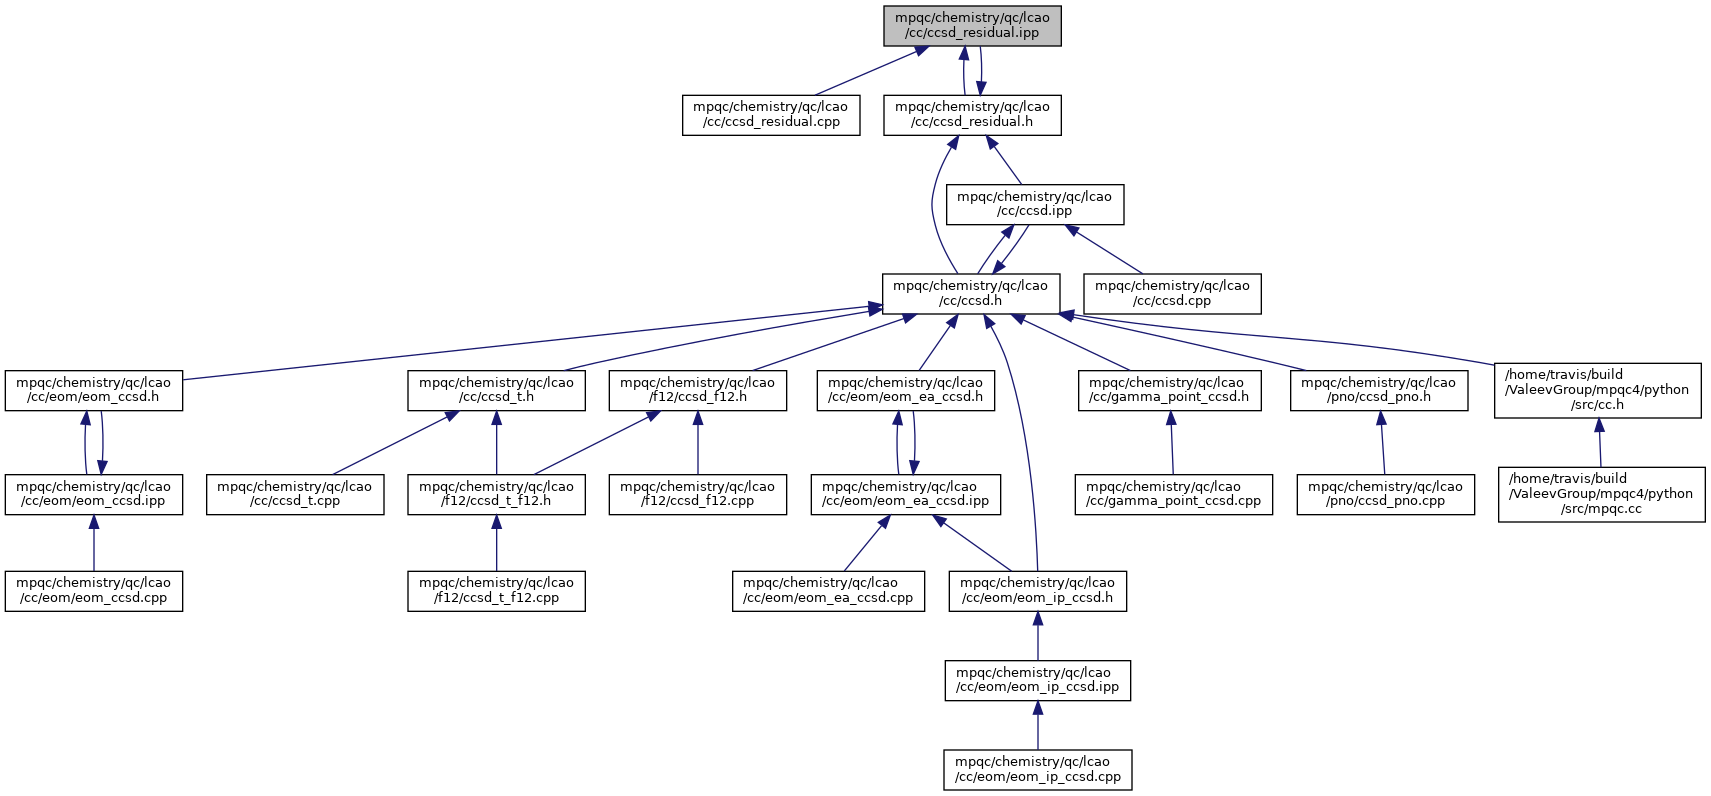 mpqc/chemistry/qc/lcao
/cc/ccsd_residual.ipp
mpqc/chemistry/qc/lcao
/cc/ccsd_residual.cpp
mpqc/chemistry/qc/lcao
/cc/ccsd_residual.h
mpqc/chemistry/qc/lcao
/cc/ccsd.ipp
mpqc/chemistry/qc/lcao
/cc/ccsd.h
mpqc/chemistry/qc/lcao
/cc/ccsd.cpp
mpqc/chemistry/qc/lcao
/cc/eom/eom_ccsd.h
mpqc/chemistry/qc/lcao
/cc/ccsd_t.h
mpqc/chemistry/qc/lcao
/f12/ccsd_f12.h
mpqc/chemistry/qc/lcao
/cc/eom/eom_ea_ccsd.h
mpqc/chemistry/qc/lcao
/cc/gamma_point_ccsd.h
mpqc/chemistry/qc/lcao
/pno/ccsd_pno.h
/home/travis/build
/ValeevGroup/mpqc4/python
/src/cc.h
mpqc/chemistry/qc/lcao
/cc/eom/eom_ccsd.ipp
mpqc/chemistry/qc/lcao
/cc/ccsd_t.cpp
mpqc/chemistry/qc/lcao
/f12/ccsd_t_f12.h
mpqc/chemistry/qc/lcao
/f12/ccsd_f12.cpp
mpqc/chemistry/qc/lcao
/cc/eom/eom_ea_ccsd.ipp
mpqc/chemistry/qc/lcao
/cc/gamma_point_ccsd.cpp
mpqc/chemistry/qc/lcao
/pno/ccsd_pno.cpp
/home/travis/build
/ValeevGroup/mpqc4/python
/src/mpqc.cc
mpqc/chemistry/qc/lcao
/cc/eom/eom_ccsd.cpp
mpqc/chemistry/qc/lcao
/f12/ccsd_t_f12.cpp
mpqc/chemistry/qc/lcao
/cc/eom/eom_ea_ccsd.cpp
mpqc/chemistry/qc/lcao
/cc/eom/eom_ip_ccsd.h
mpqc/chemistry/qc/lcao
/cc/eom/eom_ip_ccsd.ipp
mpqc/chemistry/qc/lcao
/cc/eom/eom_ip_ccsd.cpp